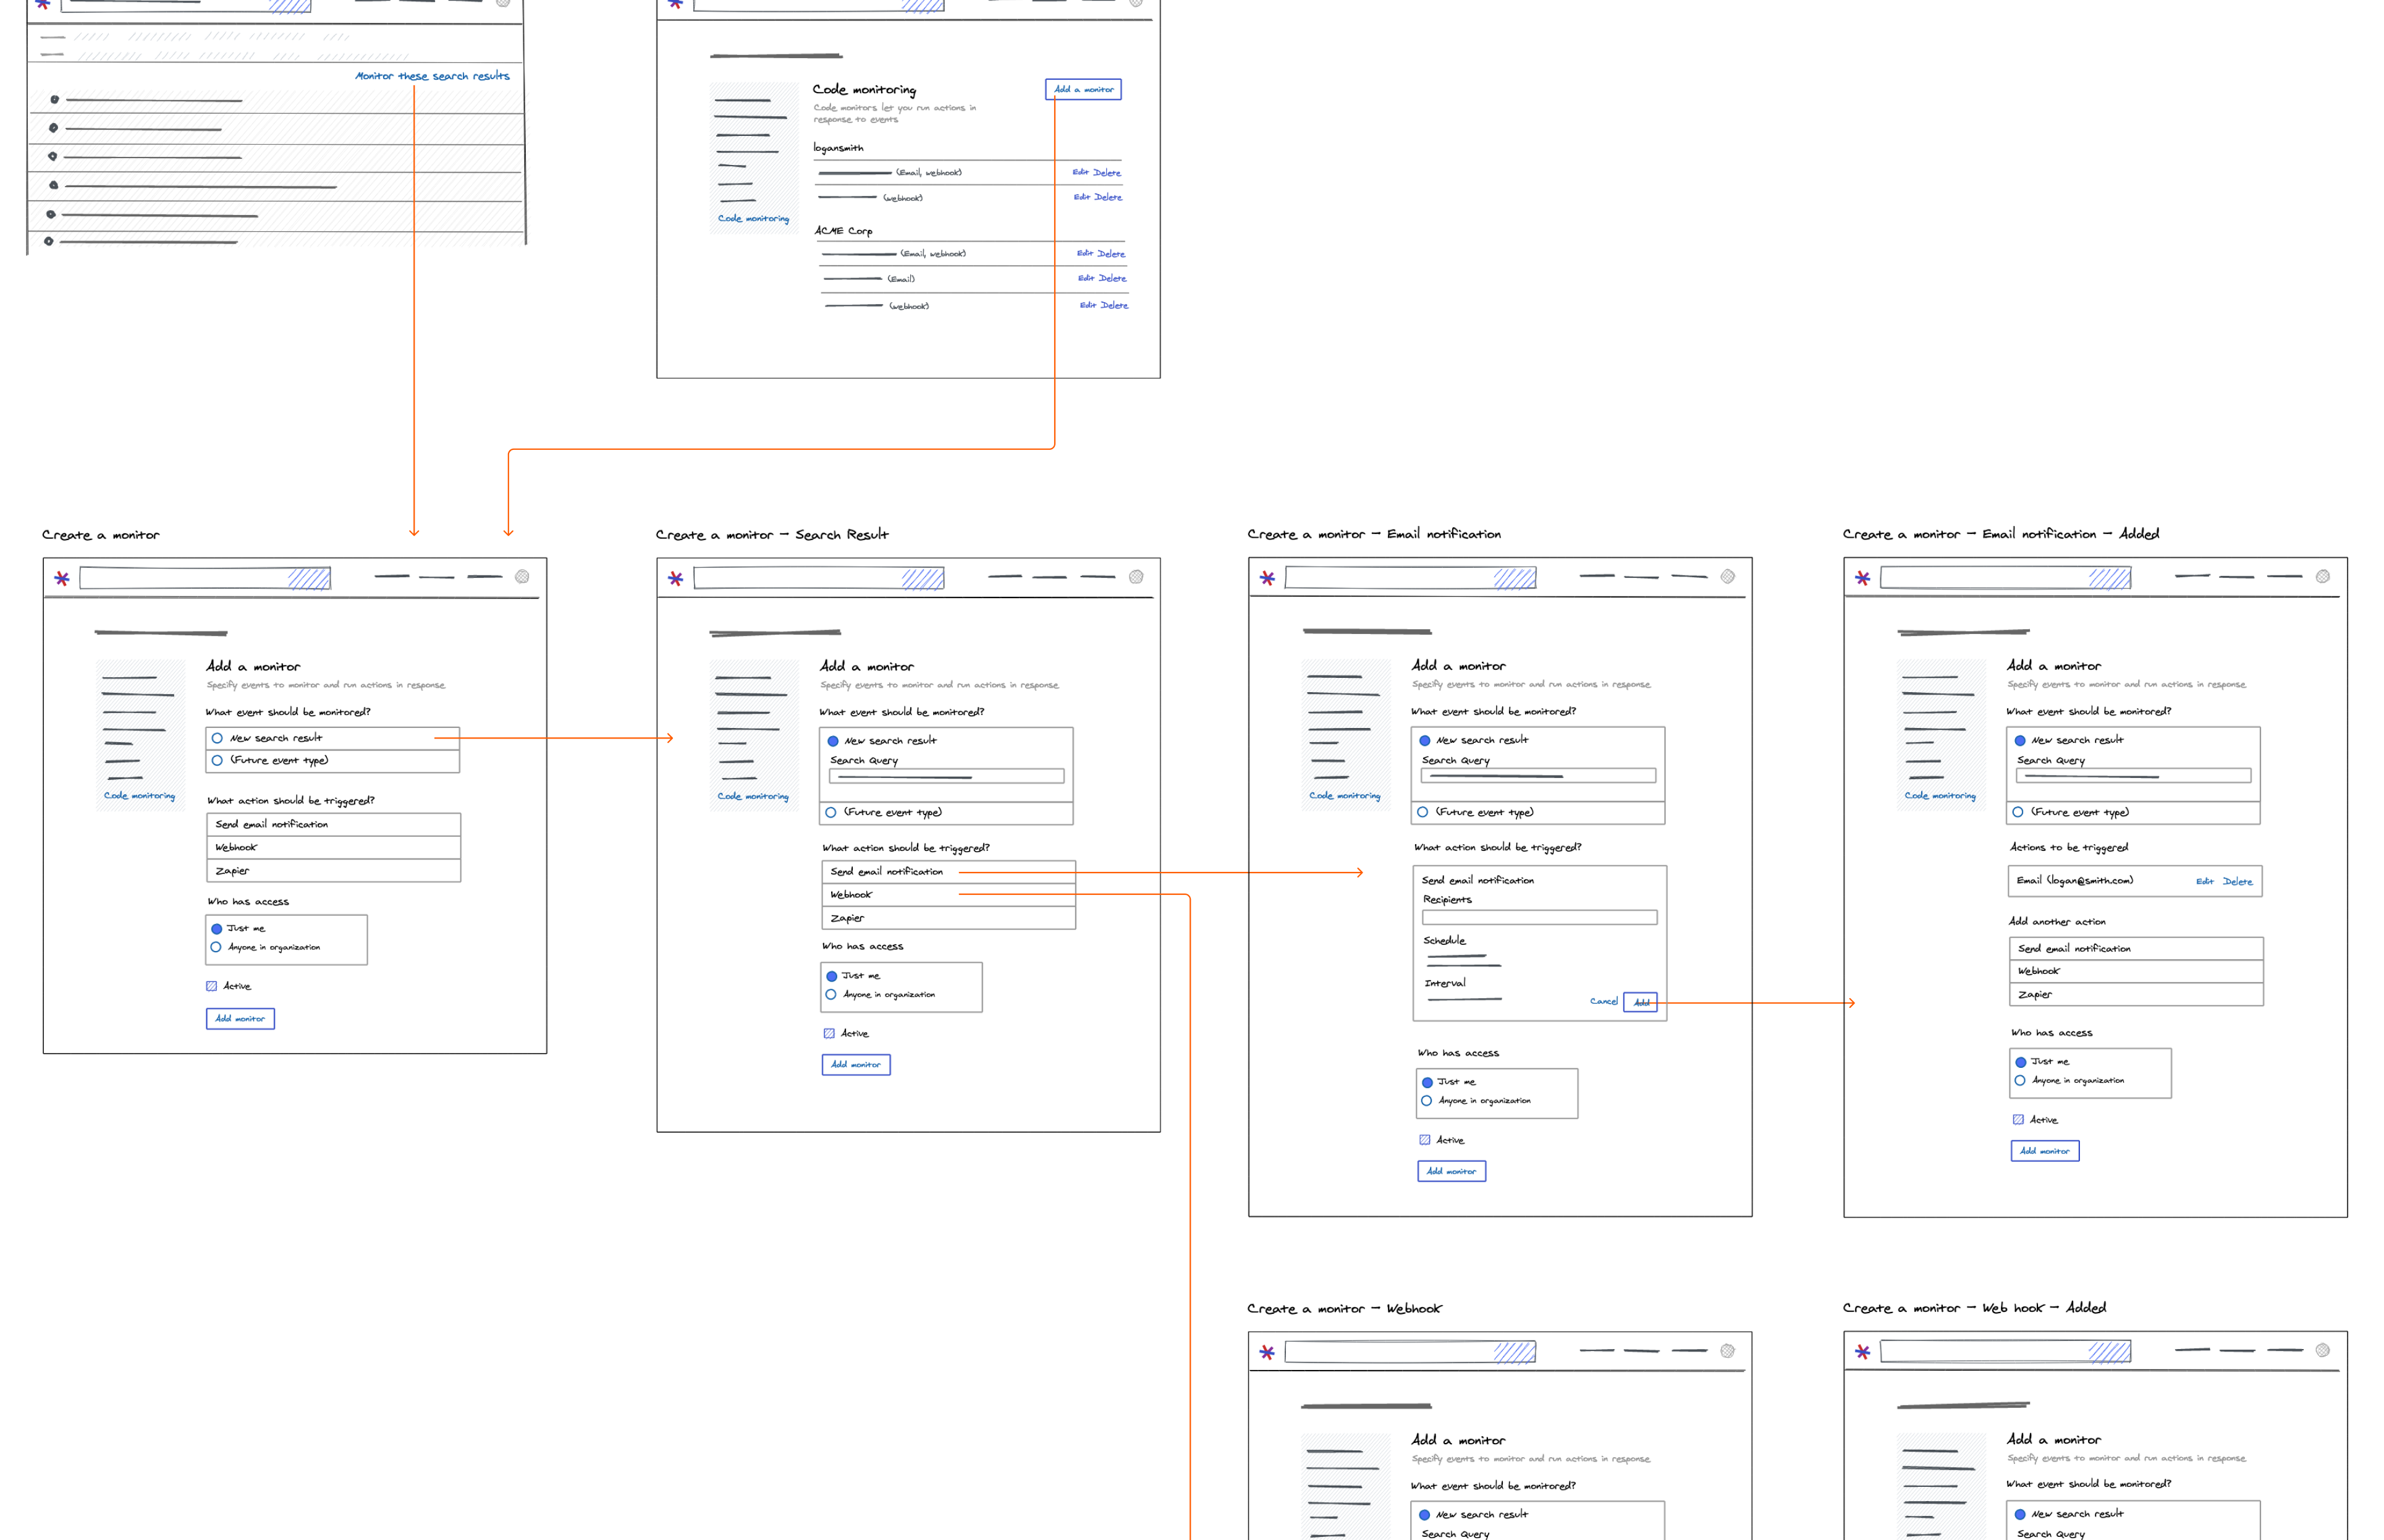 Monitor these search results
Code monitoring
Add a monitor
Code monitors let you run actions in
response to events
logansmith
(Email, webhook) Edit Delete
(webhook) Edit Delete
Code monitoring
ACME Corp
(Email, webhook) Edit Delete
(Email) Edit Delete
(webhook) Edit Delete
Create a monitor
Add a monitor
Specify events to monitor and run actions in response
What event should be monitored?
New search result
(Future event type)
Code monitoring
What action should be triggered?
Send email notification
Webhook
Zapier
Who has access
Just me
Anyone in organization
Active
Add monitor
Create a monitor - Search Result
Add a monitor
Specify events to monitor and run actions in response
What event should be monitored?
New search result
Search Query
Code monitoring
(Future event type)
What action should be triggered?
Send email notification
Webhook
Zapier
Who has access
Just me
Anyone in organization
Active
Add monitor
Create a monitor - Email notification
Add a monitor
Specify events to monitor and run actions in response
What event should be monitored?
New search result
Search Query
Code monitoring
(Future event type)
What action should be triggered?
Send email notification
Recipients
Schedule
Interval
Cancel Add
Who has access
Just me
Anyone in organization
Active
Add monitor
Create a monitor - Email notification - Added
Add a monitor
Specify events to monitor and run actions in response
What event should be monitored?
New search result
Search Query
Code monitoring
(Future event type)
Actions to be triggered
Email (logan@smith.com) Edit Delete
Add another action
Send email notification
Webhook
Zapier
Who has access
Just me
Anyone in organization
Active
Add monitor
Create a monitor - Webhook
Add a monitor
Specify events to monitor and run actions in response
What event should be monitored?
New search result
Search Query
Create a monitor - Web hook - Added
Add a monitor
Specify events to monitor and run actions in response
What event should be monitored?
New search result
Search Query